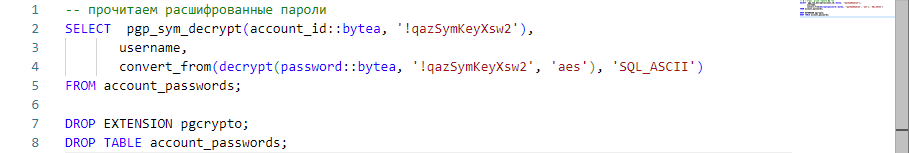 1 -- прочитаем расшифрованные пароли
2 SELECT  pgp_sym_decrypt(account_id::bytea, '!qazSymKeyXsw2'),
3        username,
4        convert_from(decrypt(password::bytea, '!qazSymKeyXsw2', 'aes'), 'SQL_ASCII')
5 FROM account_passwords;
6
7 DROP EXTENSION pgcrypto;
8 DROP TABLE account_passwords;